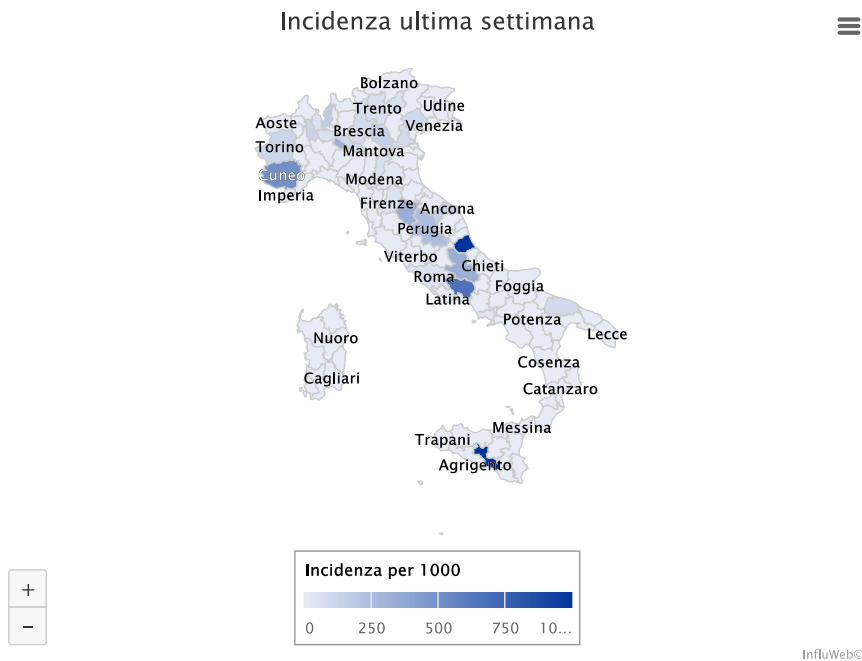 Incidenza ultima settimana
Bolzano
Trento
Udine
Aoste
Brescia
Venezia
Torino
Mantova
Cuneo
Modena
Imperia
Firenze
Ancona
Perugia
Viterbo
Chieti
Roma
Foggia
Latina
Potenza
Lecce
Nuoro
Cosenza
Cagliari
Catanzaro
Messina
Trapani
Agrigento
Incidenza per 1000
0 250 500 750 10...
+
−
InfluWeb©